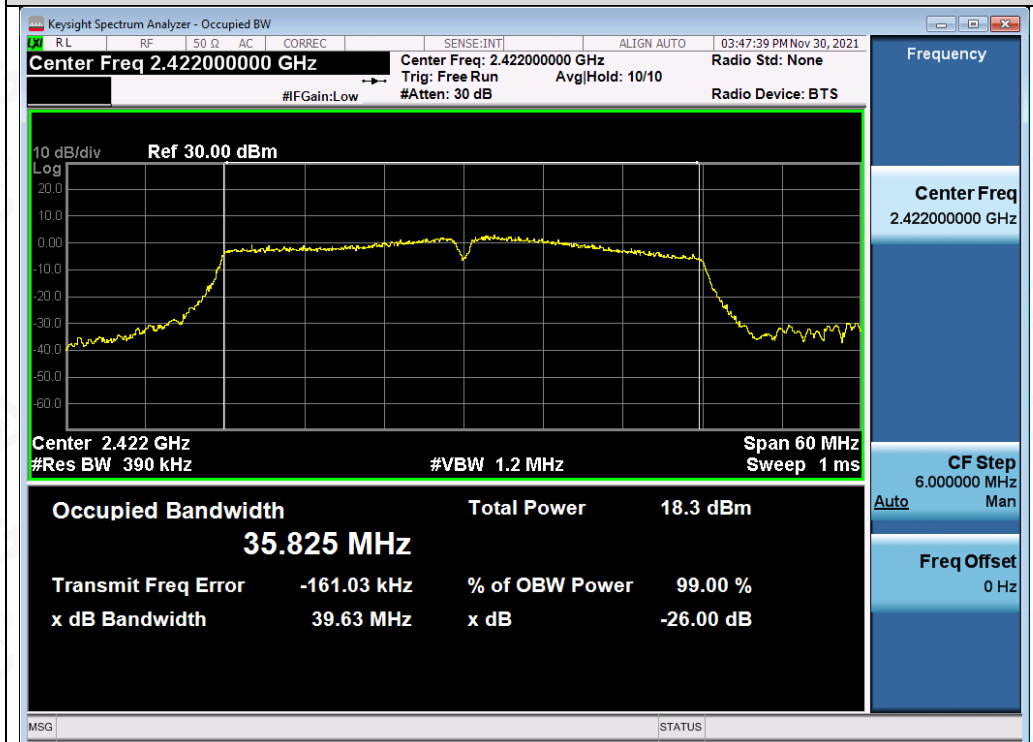 Keysight Spectrum Analyzer - Occupied BW
LXI RL RF 50 Ω AC CORREC SENSE:INT ALIGN AUTO 03:47:39 PM Nov 30, 2021
Center Freq 2.422000000 GHz
Center Freq: 2.422000000 GHz
Radio Std: None
Trig: Free Run Avg|Hold: 10/10
#IFGain:Low
#Atten: 30 dB
Radio Device: BTS
10 dB/div Ref 30.00 dBm
Log
20.0
10.0
0.00
-10.0
-20.0
-30.0
-40.0
-50.0
-60.0
Center 2.422 GHz Span 60 MHz
#Res BW 390 kHz #VBW 1.2 MHz Sweep 1 ms
Occupied Bandwidth Total Power 18.3 dBm
35.825 MHz
Transmit Freq Error -161.03 kHz % of OBW Power 99.00 %
x dB Bandwidth 39.63 MHz x dB -26.00 dB
MSG STATUS
Frequency
Center Freq
2.422000000 GHz
CF Step
6.000000 MHz
Auto Man
Freq Offset
0 Hz